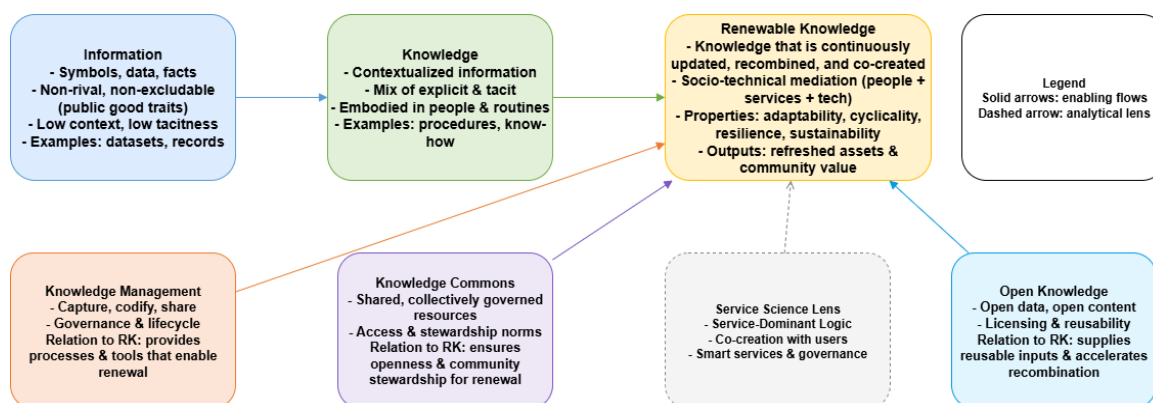 Information
- Symbols, data, facts
- Non-rival, non-excludable
(public good traits)
- Low context, low tacitness
- Examples: datasets, records
Knowledge
- Contextualized information
- Mix of explicit & tacit
- Embodied in people & routines
- Examples: procedures, know-
how
Renewable Knowledge
- Knowledge that is continuously
updated, recombined, and co-created
- Socio-technical mediation (people +
services + tech)
- Properties: adaptability, cyclicality,
resilience, sustainability
- Outputs: refreshed assets &
community value
Legend
Solid arrows: enabling flows
Dashed arrow: analytical lens
Knowledge Management
- Capture, codify, share
- Governance & lifecycle
Relation to RK: provides
processes & tools that enable
renewal
Knowledge Commons
- Shared, collectively governed
resources
- Access & stewardship norms
Relation to RK: ensures
openness & community
stewardship for renewal
Service Science Lens
- Service-Dominant Logic
- Co-creation with users
- Smart services & governance
Open Knowledge
- Open data, open content
- Licensing & reusability
Relation to RK: supplies
reusable inputs & accelerates
recombination